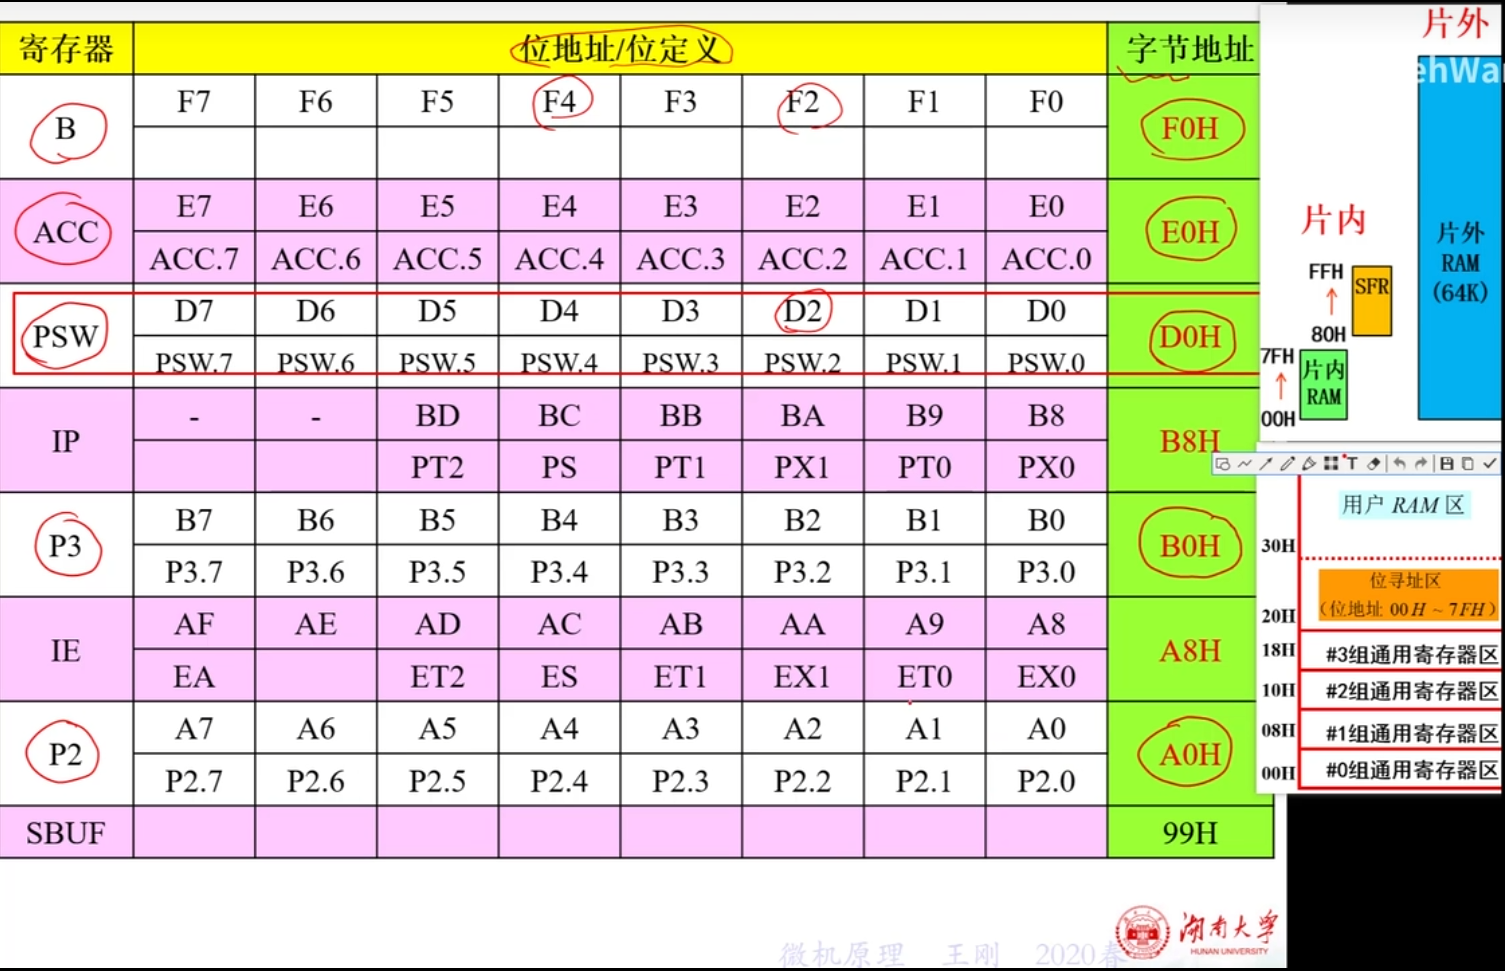 寄存器 位地址/位定义 字节地址
B F7 F6 F5 F4 F3 F2 F1 F0 F0H
ACC E7 E6 E5 E4 E3 E2 E1 E0 E0H
ACC.7 ACC.6 ACC.5 ACC.4 ACC.3 ACC.2 ACC.1 ACC.0
PSW D7 D6 D5 D4 D3 D2 D1 D0 D0H
PSW.7 PSW.6 PSW.5 PSW.4 PSW.3 PSW.2 PSW.1 PSW.0
IP - - BD BC BB BA B9 B8 B8H
PT2 PS PT1 PX1 PT0 PX0
P3 B7 B6 B5 B4 B3 B2 B1 B0 B0H
P3.7 P3.6 P3.5 P3.4 P3.3 P3.2 P3.1 P3.0
IE AF AE AD AC AB AA A9 A8 A8H
EA ET2 ES ET1 EX1 ET0 EX0
P2 A7 A6 A5 A4 A3 A2 A1 A0 A0H
P2.7 P2.6 P2.5 P2.4 P2.3 P2.2 P2.1 P2.0
SBUF 99H
片外
片内
FFH
SFR
80H
7FH
片内
RAM
00H
片外
RAM
(64K)
T
用户 RAM 区
30H
位寻址区
(位地址 00H ~ 7FH)
20H
18H #3组通用寄存器区
10H #2组通用寄存器区
08H #1组通用寄存器区
00H #0组通用寄存器区
湖南大学
HUNAN UNIVERSITY
微机原理 王刚 2020春